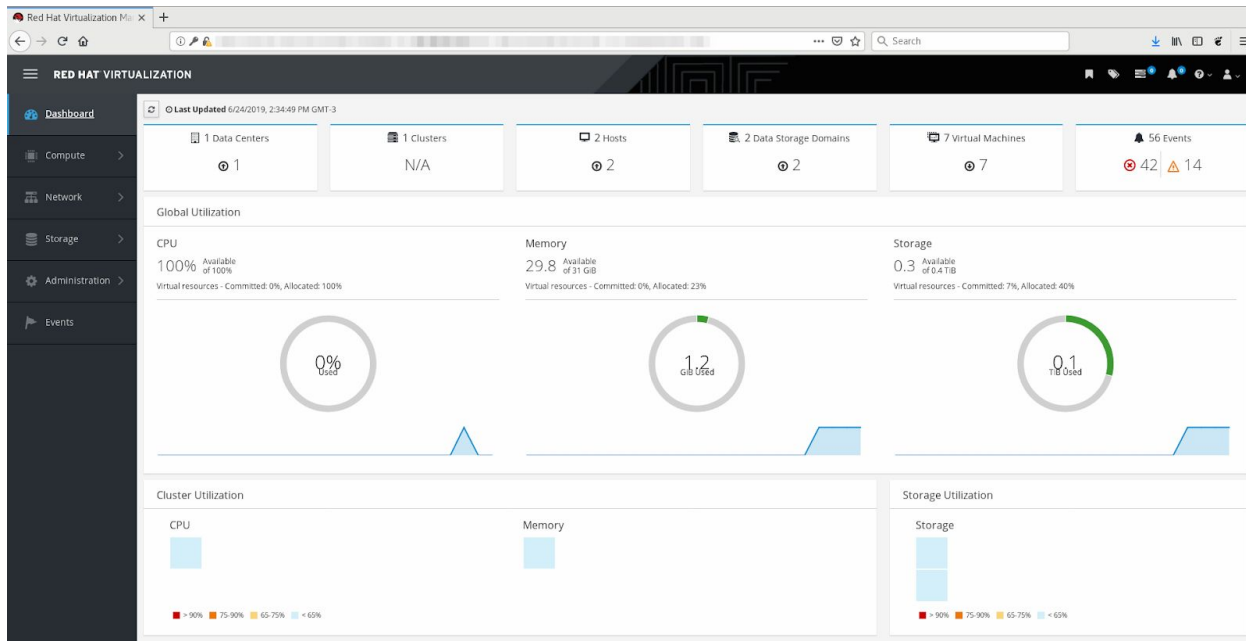 Red Hat Virtualization Ma
Search
RED HAT VIRTUALIZATION
Dashboard
Compute
Network
Storage
Administration
Events
Last Updated 6/24/2019, 2:34:49 PM GMT-3
1 Data Centers
1
1 Clusters
N/A
2 Hosts
2
2 Data Storage Domains
2
7 Virtual Machines
7
56 Events
42 14
Global Utilization
CPU
100% Available of 100%
Virtual resources - Committed: 0%, Allocated: 100%
0%
Used
Memory
29.8 Available of 31 GiB
Virtual resources - Committed: 0%, Allocated: 23%
1.2
GiB Used
Storage
0.3 Available of 0.4 TiB
Virtual resources - Committed: 7%, Allocated: 40%
0.1
TiB Used
Cluster Utilization
CPU
Memory
> 90% 75-90% 65-75% < 65%
Storage Utilization
Storage
> 90% 75-90% 65-75% < 65%